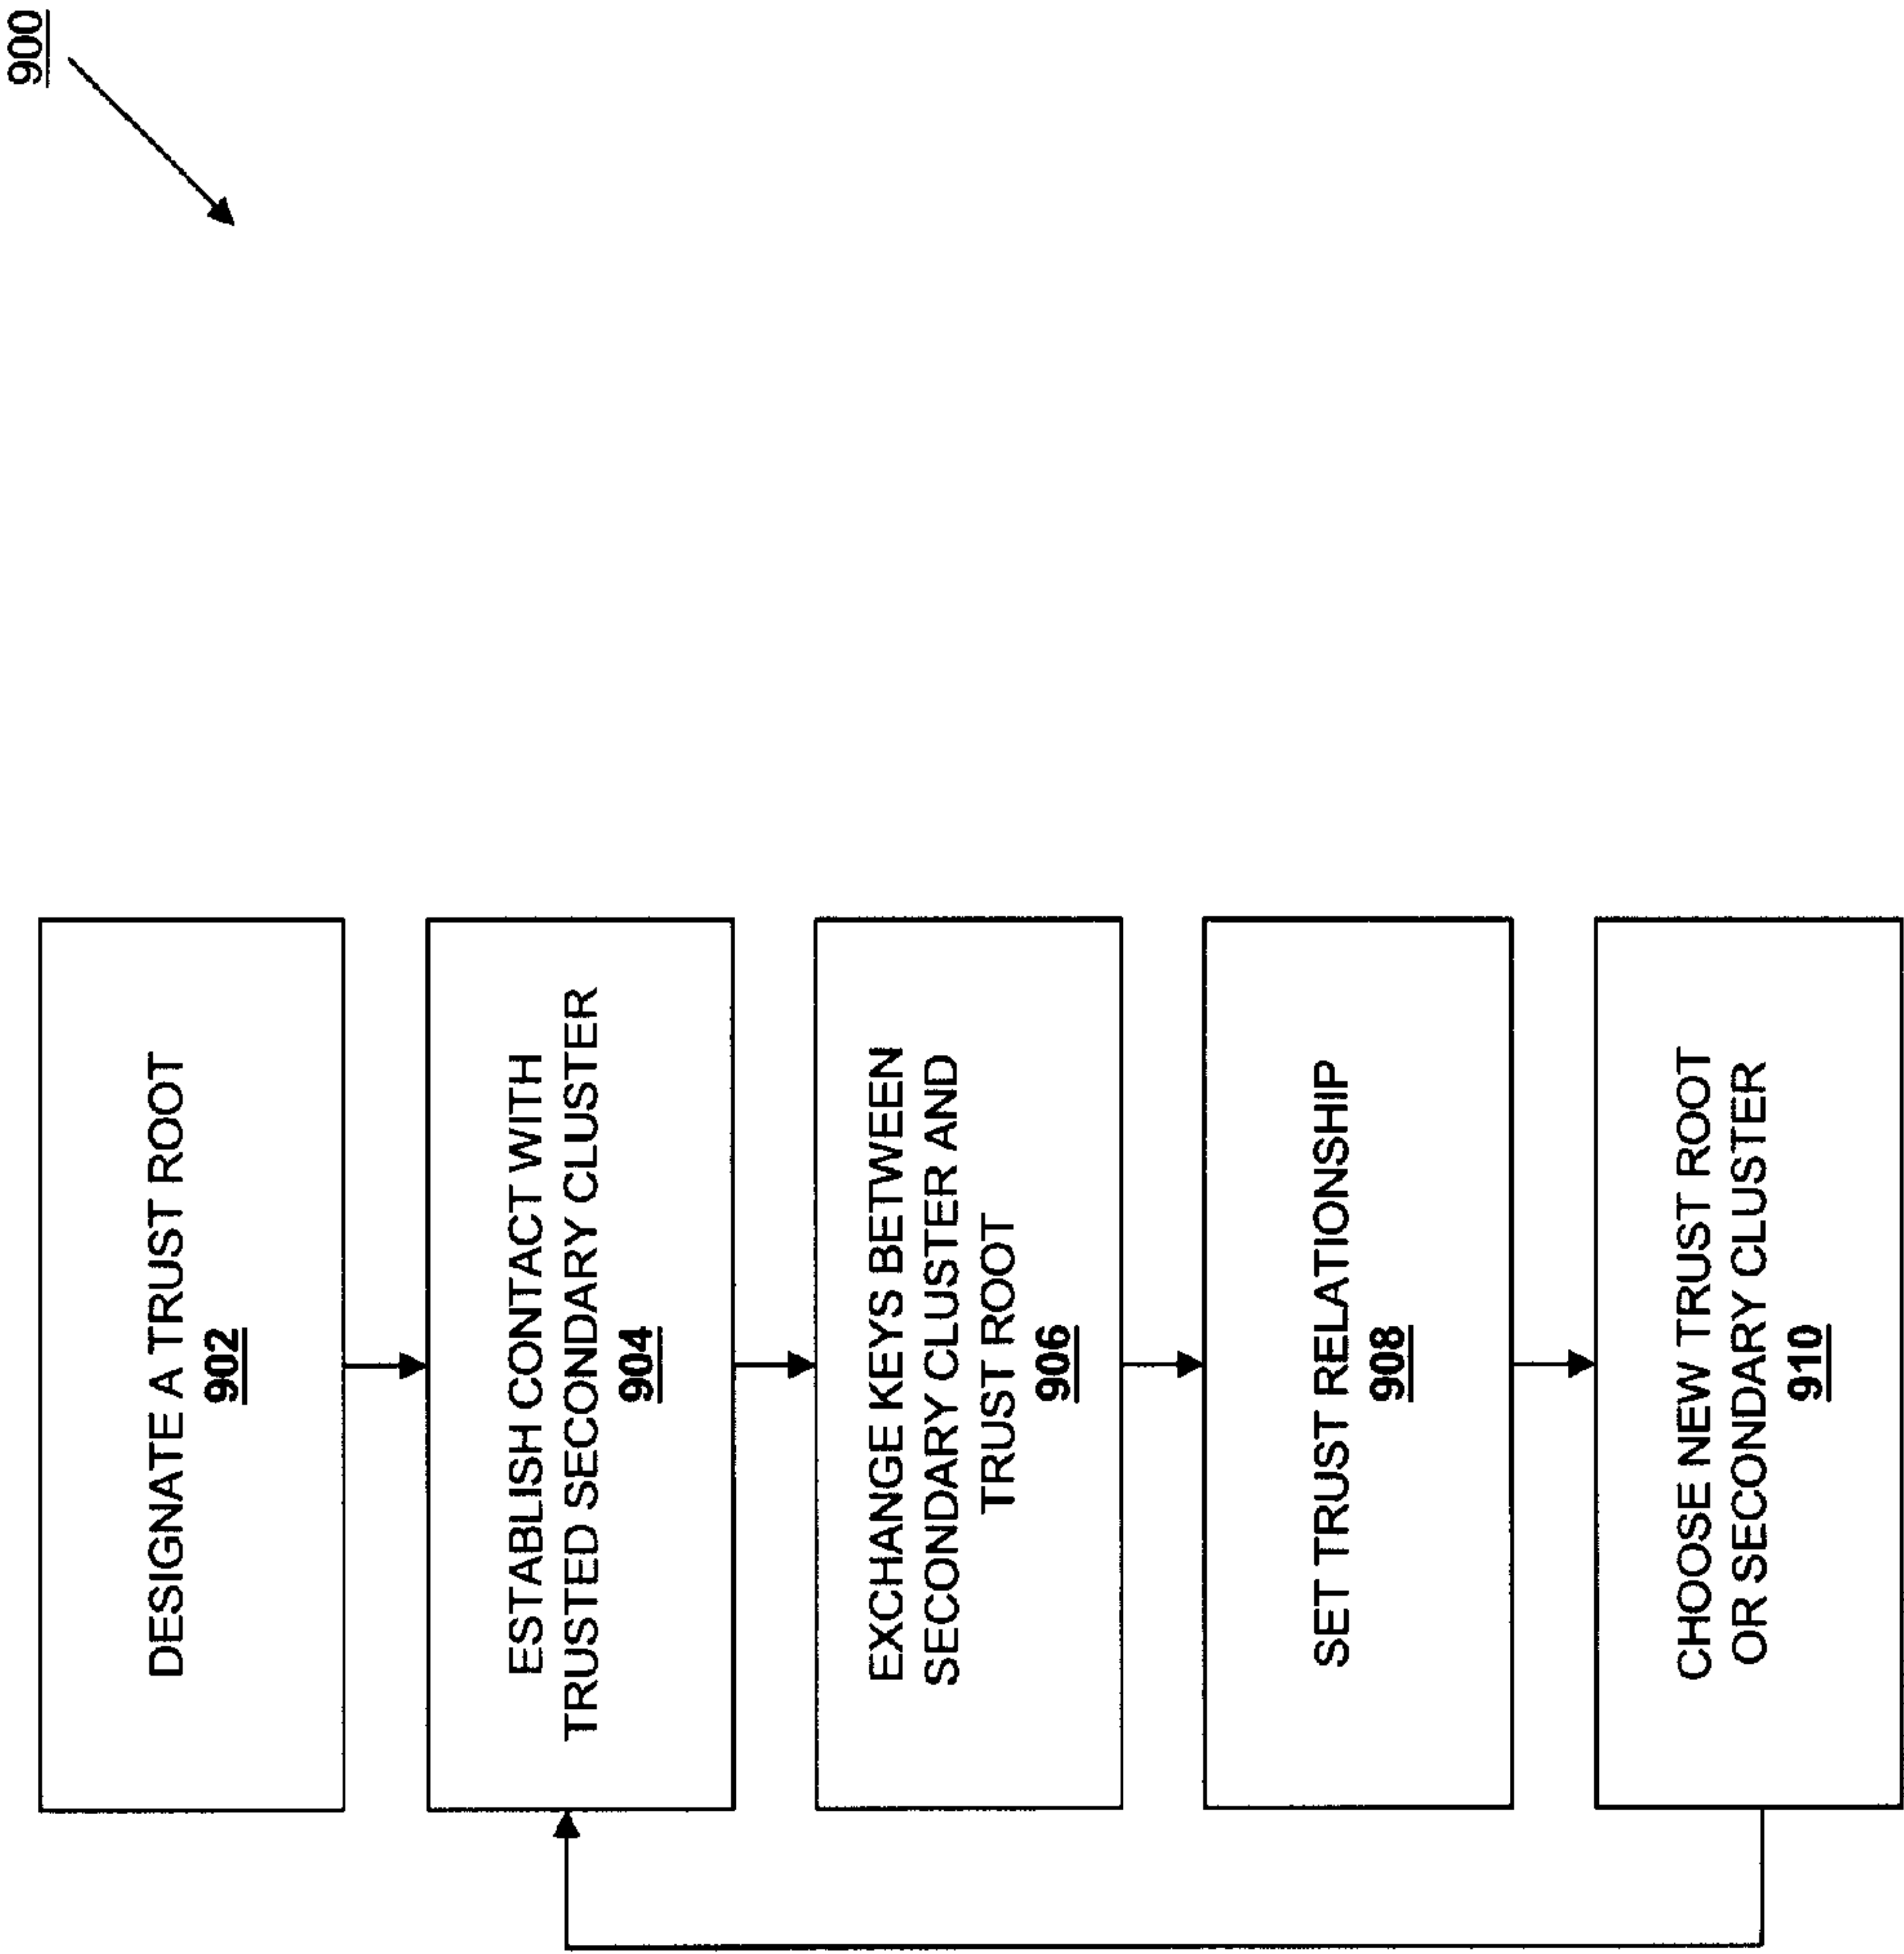 900
DESIGNATE A TRUST ROOT
902
ESTABLISH CONTACT WITH
TRUSTED SECONDARY CLUSTER
904
EXCHANGE KEYS BETWEEN
SECONDARY CLUSTER AND
TRUST ROOT
906
SET TRUST RELATIONSHIP
908
CHOOSE NEW TRUST ROOT
OR SECONDARY CLUSTER
910